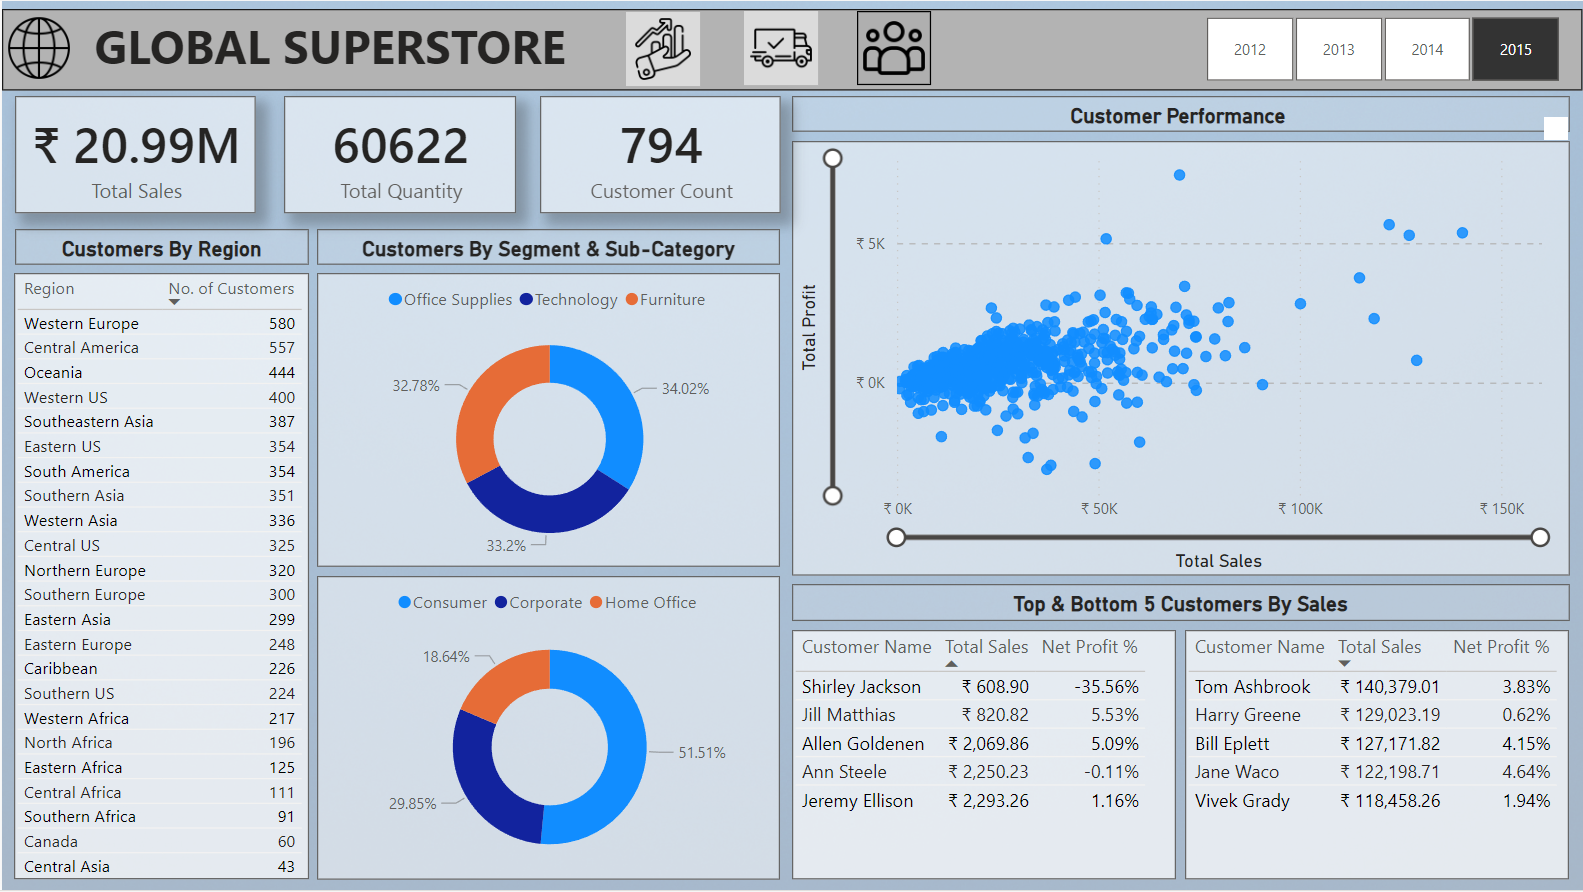 GLOBAL SUPERSTORE
2012
2013
2014
2015
₹ 20.99M
Total Sales
60622
Total Quantity
794
Customer Count
Customers By Region
Region No. of Customers
Western Europe 580
Central America 557
Oceania 444
Western US 400
Southeastern Asia 387
Eastern US 354
South America 354
Southern Asia 351
Western Asia 336
Central US 325
Northern Europe 320
Southern Europe 300
Eastern Asia 299
Eastern Europe 248
Caribbean 226
Southern US 224
Western Africa 217
North Africa 196
Eastern Africa 125
Central Africa 111
Southern Africa 91
Canada 60
Central Asia 43
Customers By Segment & Sub-Category
Office Supplies Technology Furniture
32.78%
34.02%
33.2%
Consumer Corporate Home Office
18.64%
51.51%
29.85%
Customer Performance
Total Profit
₹ 5K
₹ 0K
₹ 0K ₹ 50K ₹ 100K ₹ 150K
Total Sales
Top & Bottom 5 Customers By Sales
Customer Name Total Sales Net Profit %
Shirley Jackson ₹ 608.90 -35.56%
Jill Matthias ₹ 820.82 5.53%
Allen Goldenen ₹ 2,069.86 5.09%
Ann Steele ₹ 2,250.23 -0.11%
Jeremy Ellison ₹ 2,293.26 1.16%
Customer Name Total Sales Net Profit %
Tom Ashbrook ₹ 140,379.01 3.83%
Harry Greene ₹ 129,023.19 0.62%
Bill Eplett ₹ 127,171.82 4.15%
Jane Waco ₹ 122,198.71 4.64%
Vivek Grady ₹ 118,458.26 1.94%